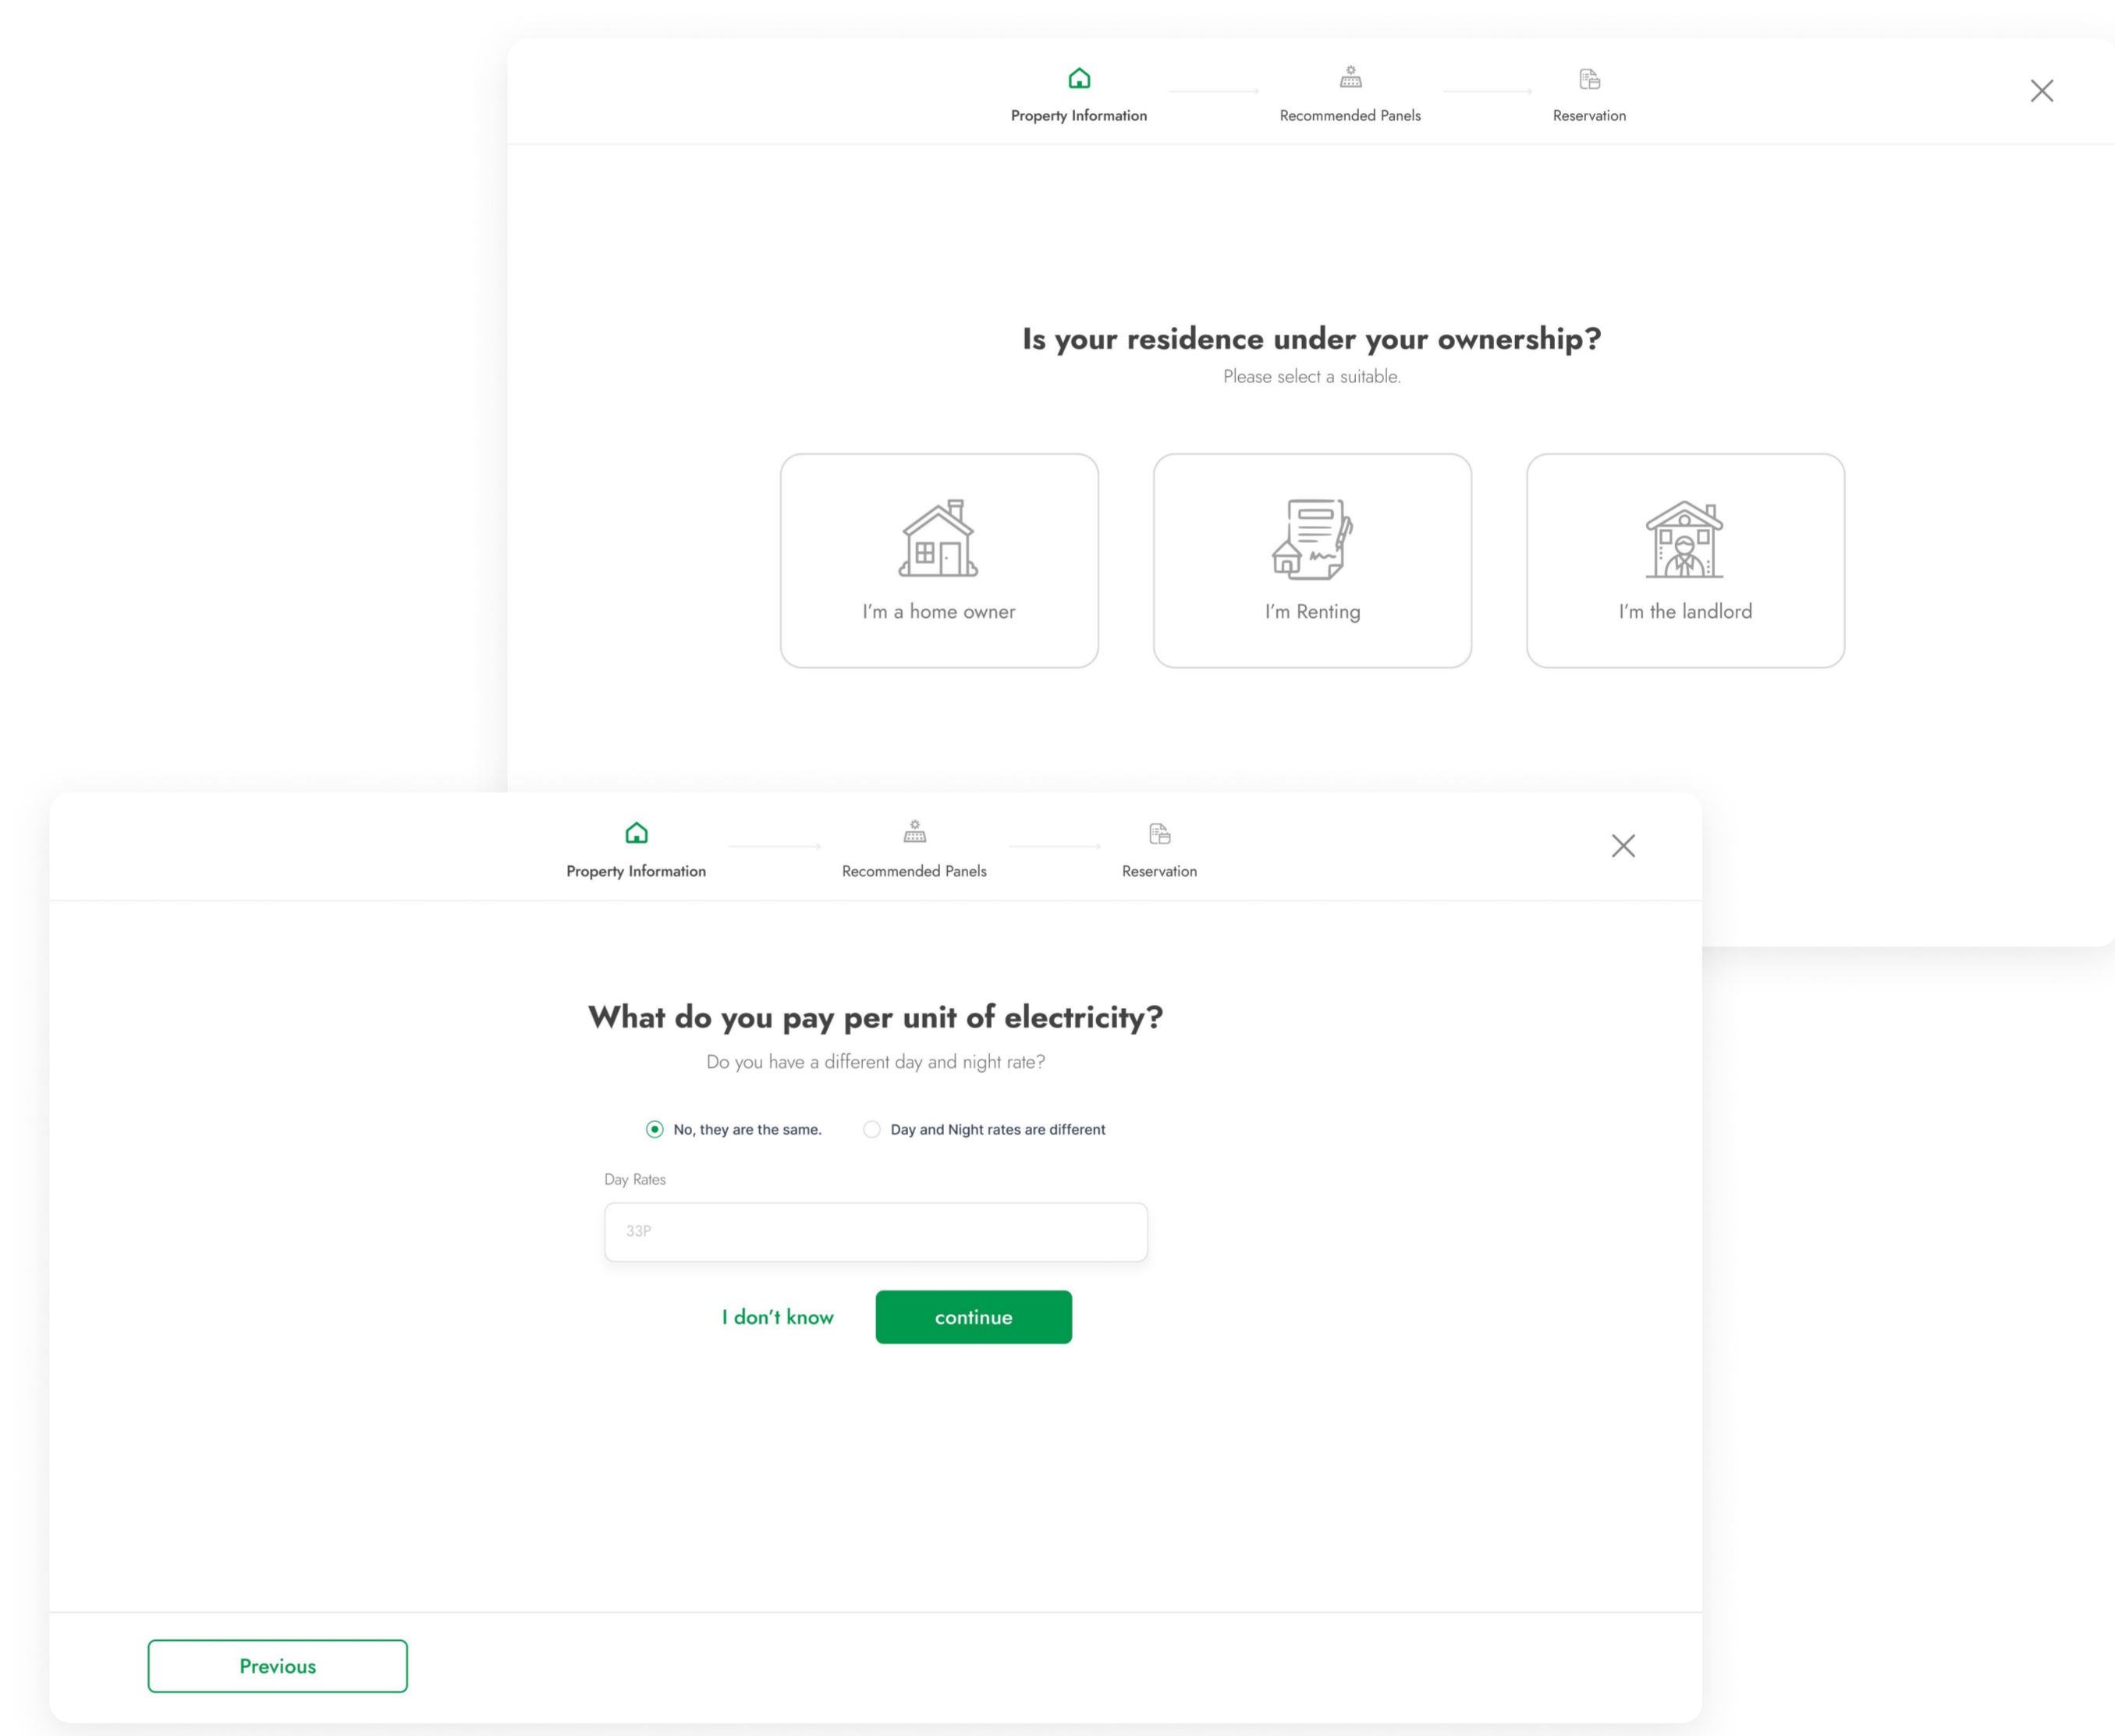 Property Information
Recommended Panels
Reservation
Is your residence under your ownership?
Please select a suitable.
I'm a home owner
I'm Renting
I'm the landlord
Property Information
Recommended Panels
Reservation
What do you pay per unit of electricity?
Do you have a different day and night rate?
No, they are the same.
Day and Night rates are different
Day Rates
33P
I don't know
continue
Previous